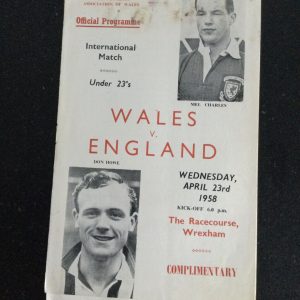 ASSOCIATION OF WALES
Official Programme
International
Match
Under 23's
MEL CHARLES
WALES
v.
ENGLAND
DON HOWE
WEDNESDAY,
APRIL 23rd
1958
KICK-OFF 6.0 p.m.
The Racecourse,
Wrexham
COMPLIMENTARY